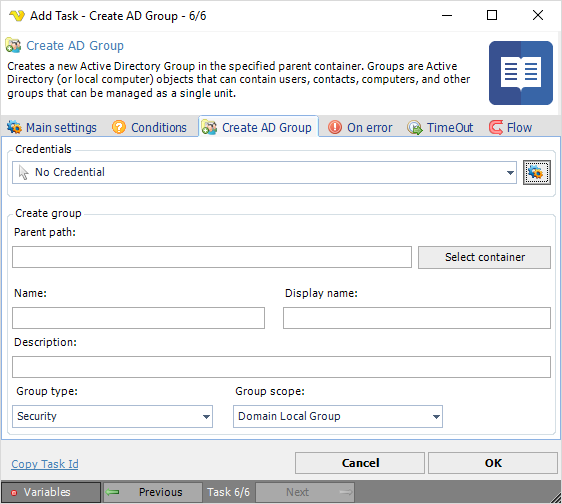 Add Task - Create AD Group - 6/6
Create AD Group
Creates a new Active Directory Group in the specified parent container. Groups are Active
Directory (or local computer) objects that can contain users, contacts, computers, and other
groups that can be managed as a single unit.
Main settings Conditions Create AD Group On error TimeOut Flow
Credentials
No Credential
Create group
Parent path:
Select container
Name: Display name:
Description:
Group type: Group scope:
Security Domain Local Group
Copy Task Id Cancel OK
Variables Previous Task 6/6 Next